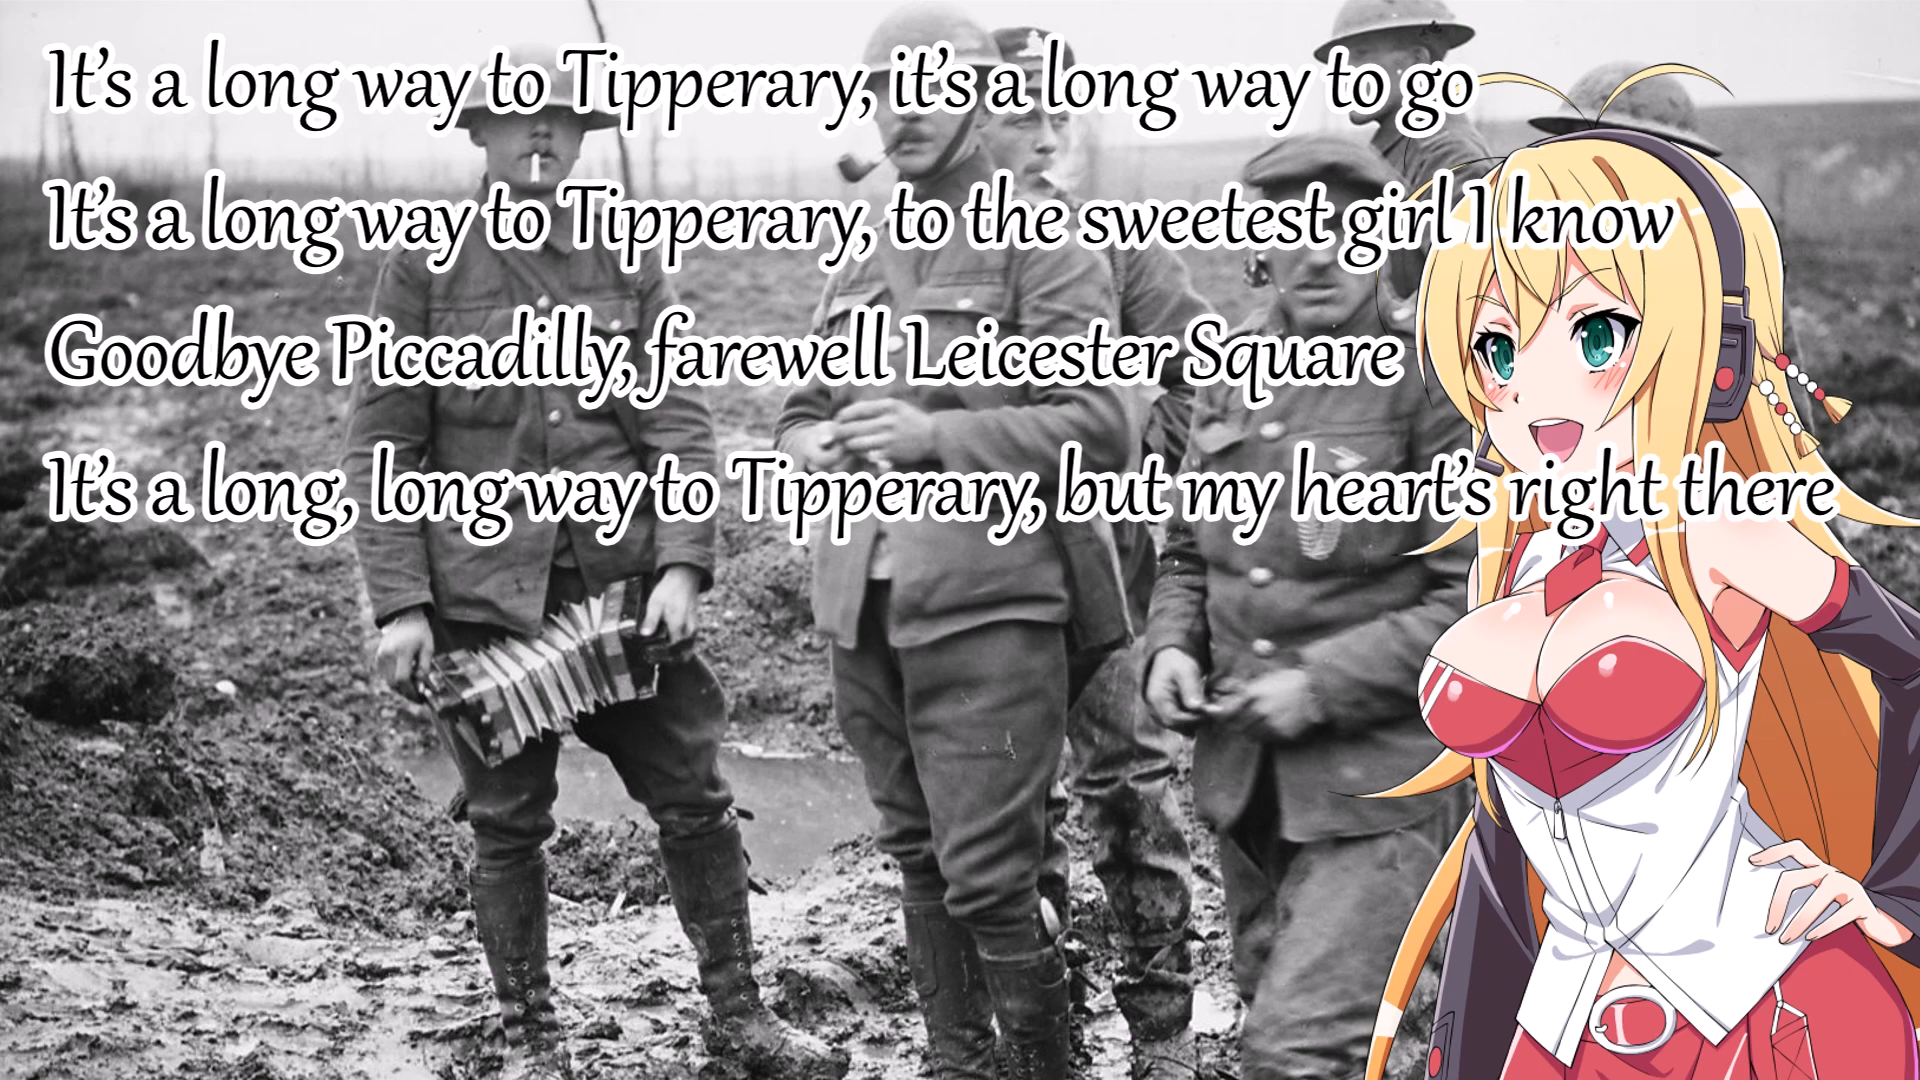 It's a long way to Tipperary, it's a long way to go
It's a long way to Tipperary, to the sweetest girl I know
Goodbye Piccadilly, farewell Leicester Square
It's a long, long way to Tipperary, but my heart's right there